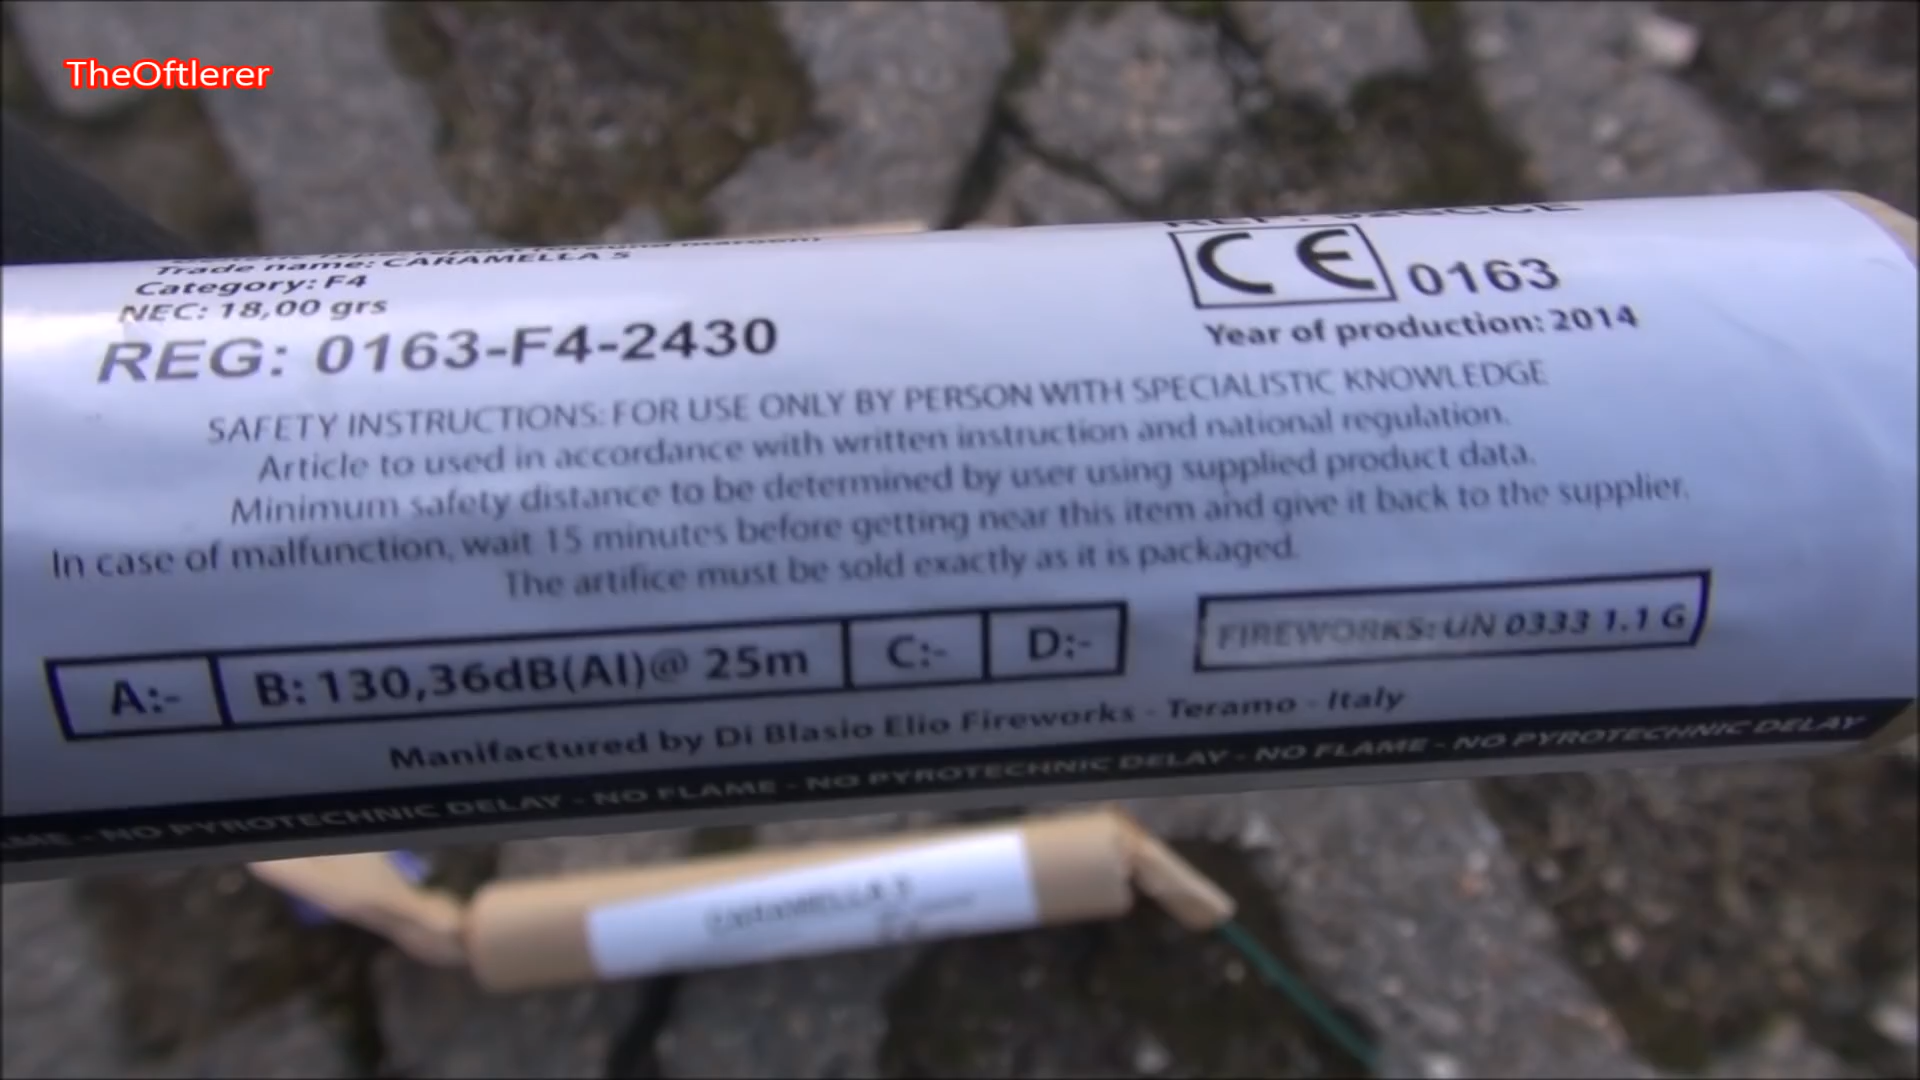 TheOftlerer
Trade name: CARAMELLA 5
Category: F4
NEC: 18,00 grs
REG: 0163-F4-2430
CE 0163
Year of production: 2014
SAFETY INSTRUCTIONS: FOR USE ONLY BY PERSON WITH SPECIALISTIC KNOWLEDGE
Article to used in accordance with written instruction and national regulation.
Minimum safety distance to be determined by user using supplied product data.
In case of malfunction, wait 15 minutes before getting near this item and give it back to the supplier.
The artifice must be sold exactly as it is packaged.
A:- B: 130,36dB(AI)@ 25m C:- D:-
FIREWORKS: UN 0333 1.1 G
Manifactured by Di Blasio Elio Fireworks - Teramo - Italy
- NO PYROTECHNIC DELAY - NO FLAME - NO PYROTECHNIC DELAY - NO FLAME - NO PYROTECHNIC DELAY
CARAMELLA 5